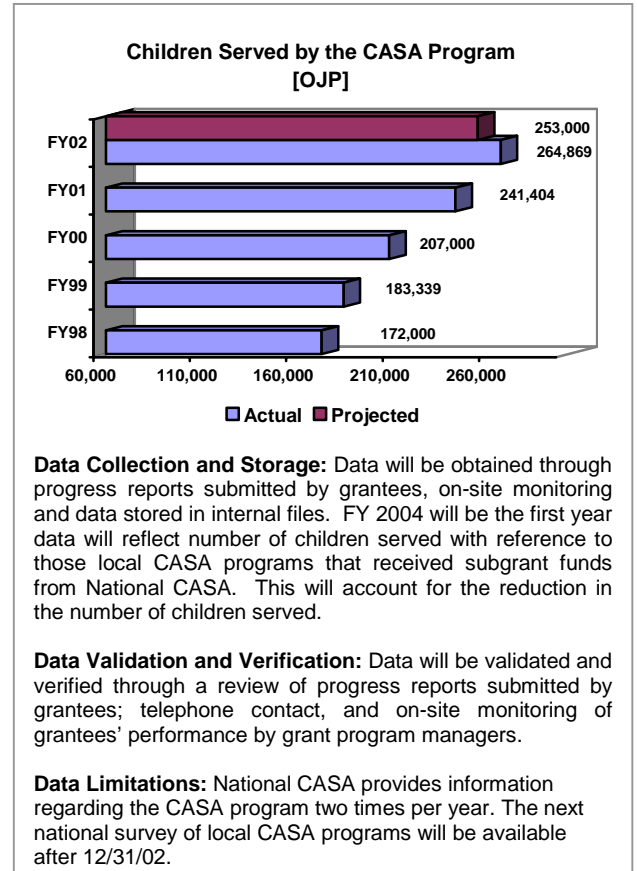 Children Served by the CASA Program
[OJP]
FY02
253,000
264,869
FY01
241,404
FY00
207,000
FY99
183,339
FY98
172,000
60,000 110,000 160,000 210,000 260,000
Actual Projected
Data Collection and Storage: Data will be obtained through
progress reports submitted by grantees, on-site monitoring
and data stored in internal files. FY 2004 will be the first year
data will reflect number of children served with reference to
those local CASA programs that received subgrant funds
from National CASA. This will account for the reduction in
the number of children served.
Data Validation and Verification: Data will be validated and
verified through a review of progress reports submitted by
grantees; telephone contact, and on-site monitoring of
grantees' performance by grant program managers.
Data Limitations: National CASA provides information
regarding the CASA program two times per year. The next
national survey of local CASA programs will be available
after 12/31/02.